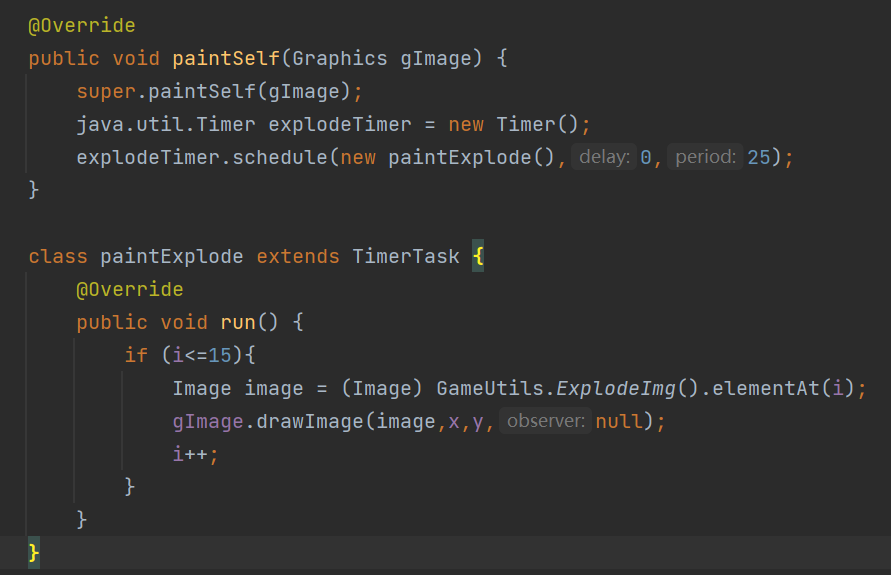 @Override
public void paintSelf(Graphics gImage) {
    super.paintSelf(gImage);
    java.util.Timer explodeTimer = new Timer();
    explodeTimer.schedule(new paintExplode(), delay: 0, period: 25);
}

class paintExplode extends TimerTask {
    @Override
    public void run() {
        if (i<=15){
            Image image = (Image) GameUtils.ExplodeImg().elementAt(i);
            gImage.drawImage(image,x,y, observer: null);
            i++;
        }
    }
}